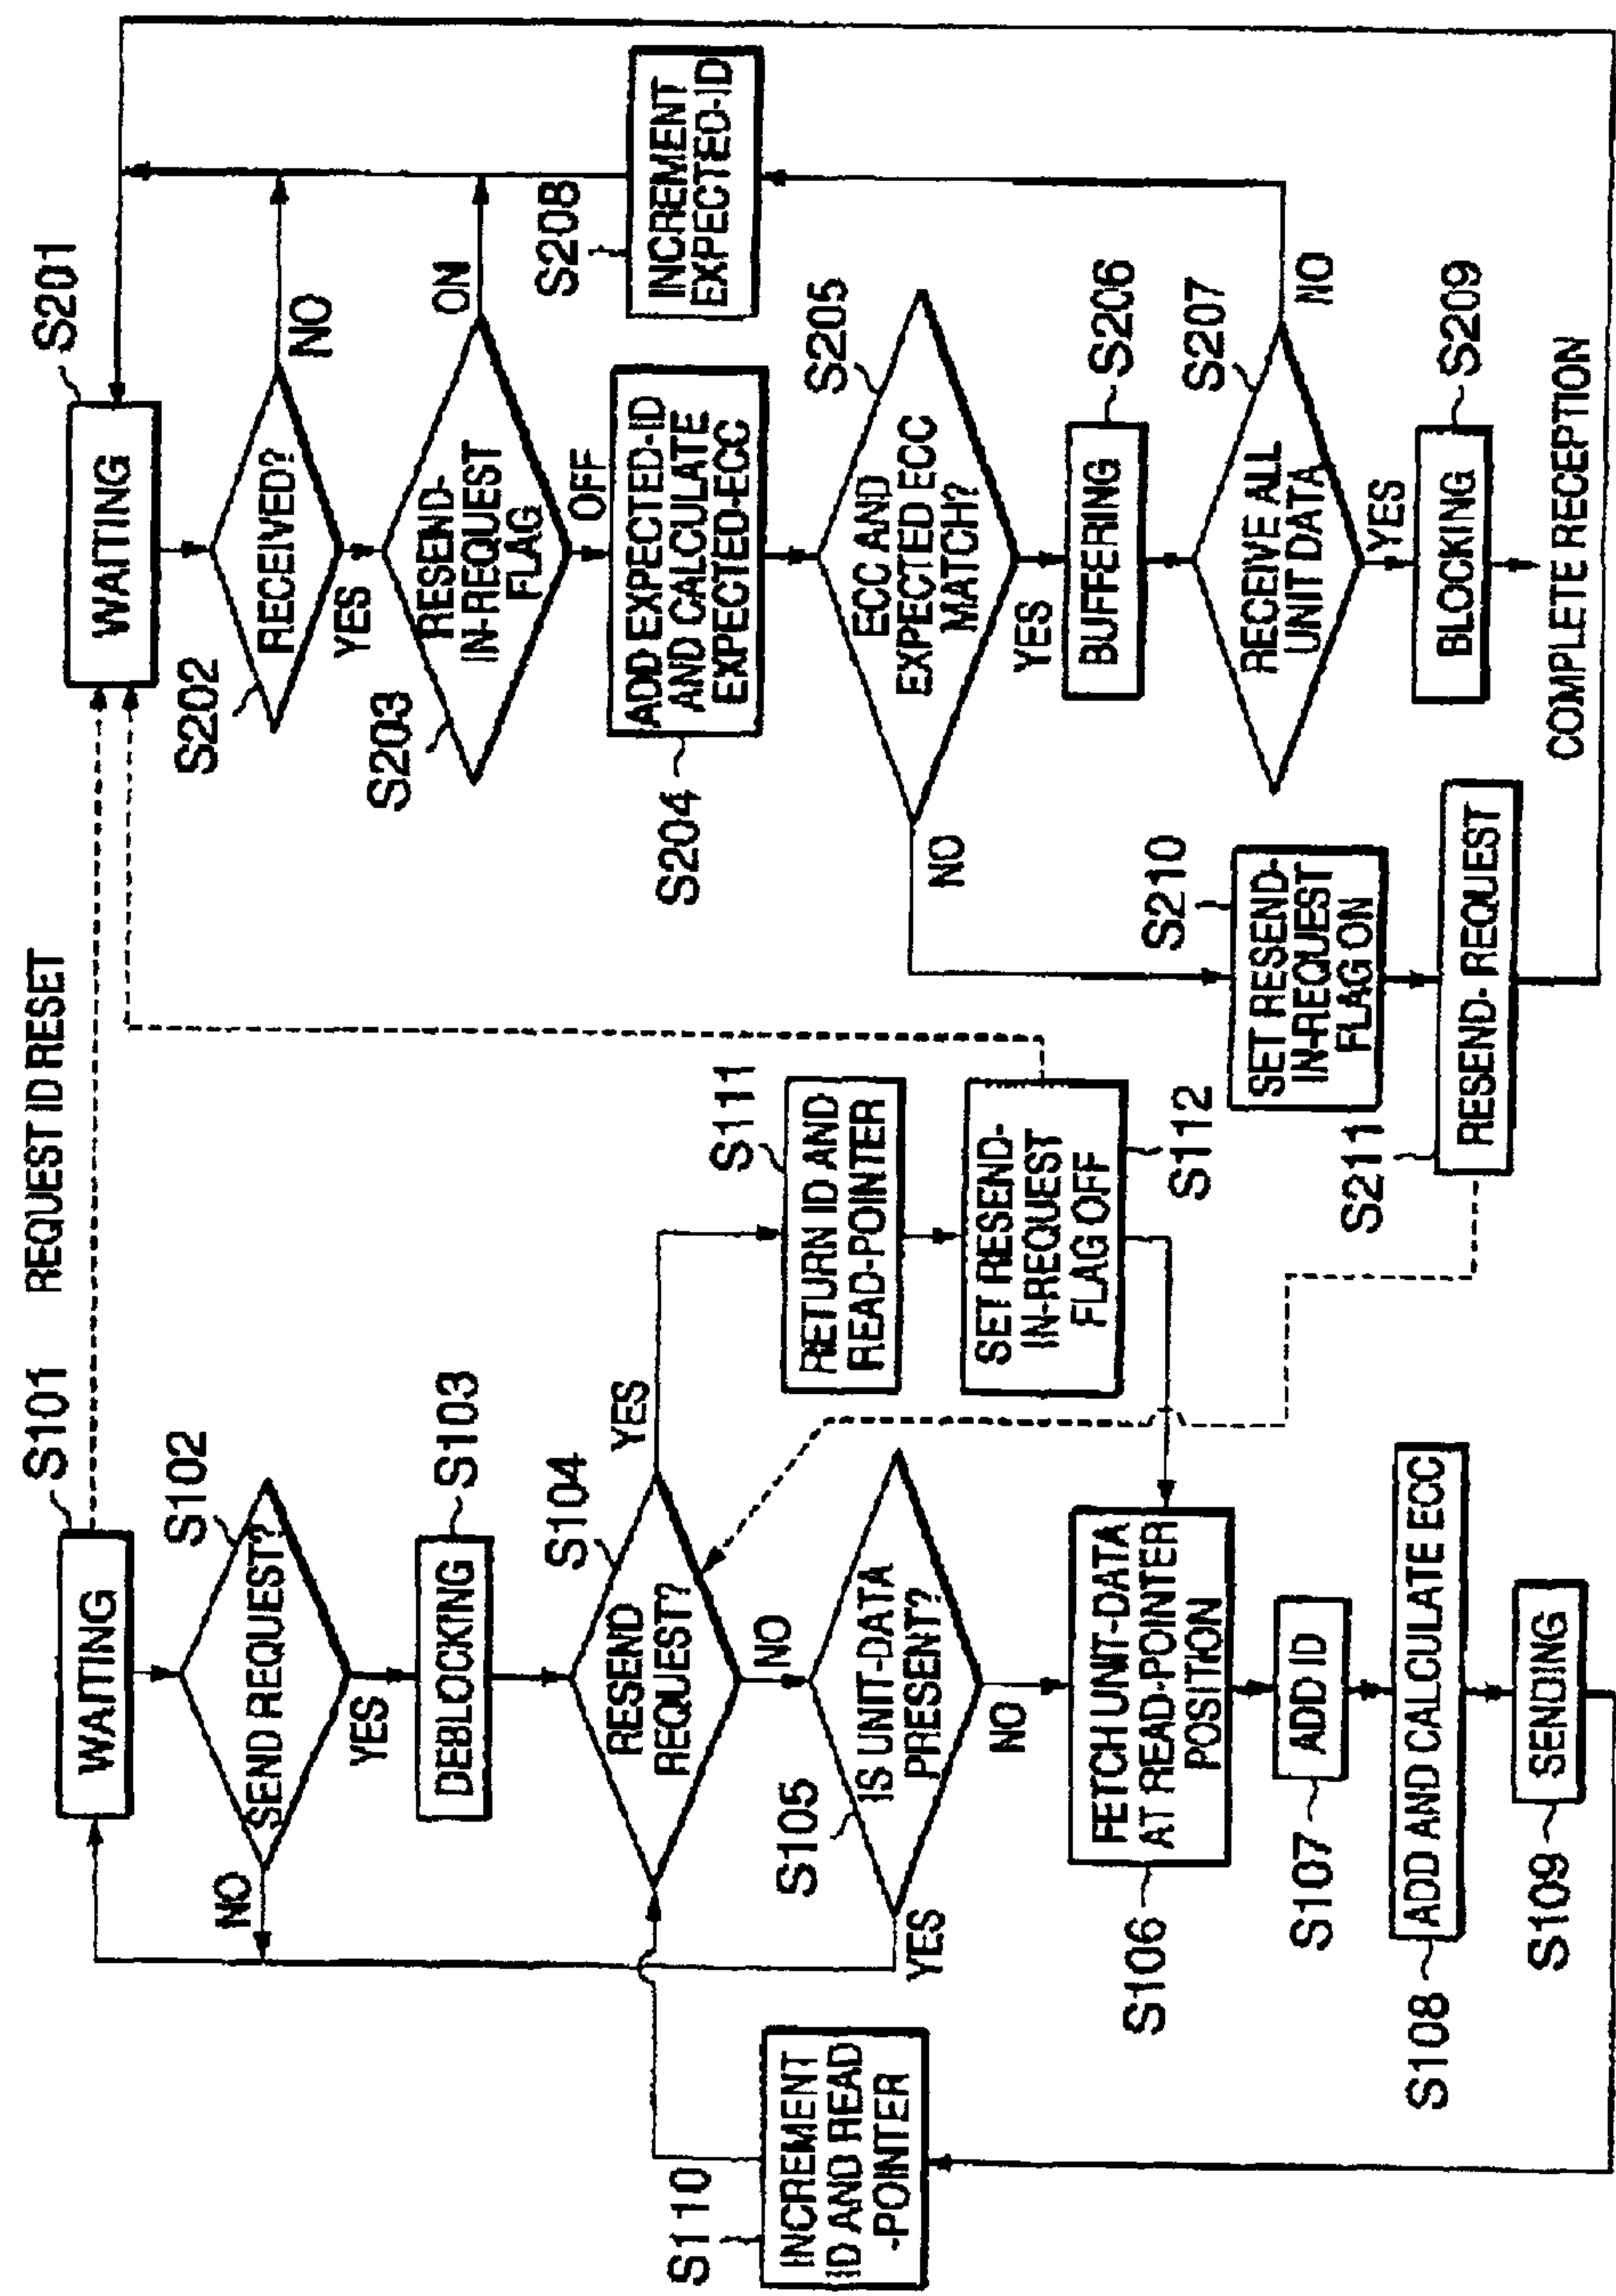 S101
REQUEST ID RESET
WAITING
S102
SEND REQUEST?
NO
YES
S103
DEBLOCKING
S104
RESEND
REQUEST?
YES
NO
S105
IS UNIT-DATA
PRESENT?
YES
NO
S106
FETCH UNIT-DATA
AT READ-POINTER
POSITION
S107
ADD ID
S108
ADD AND CALCULATE ECC
S109
SENDING
S110
INCREMENT
ID AND READ
-POINTER
S111
RETURN ID AND
READ-POINTER
SET RESEND-
IN-REQUEST
FLAG OFF
S112
S201
WAITING
S202
RECEIVED?
NO
YES
S203
RESEND-
IN-REQUEST
FLAG
ON
OFF
S204
ADD EXPECTED-ID
AND CALCULATE
EXPECTED-ECC
S205
ECC AND
EXPECTED ECC
MATCH?
NO
YES
S206
BUFFERING
S207
RECEIVE ALL
UNIT DATA
NO
YES
S208
INCREMENT
EXPECTED-ID
S209
BLOCKING
COMPLETE RECEPTION
S210
SET RESEND-
IN-REQUEST
FLAG ON
S211
RESEND- REQUEST